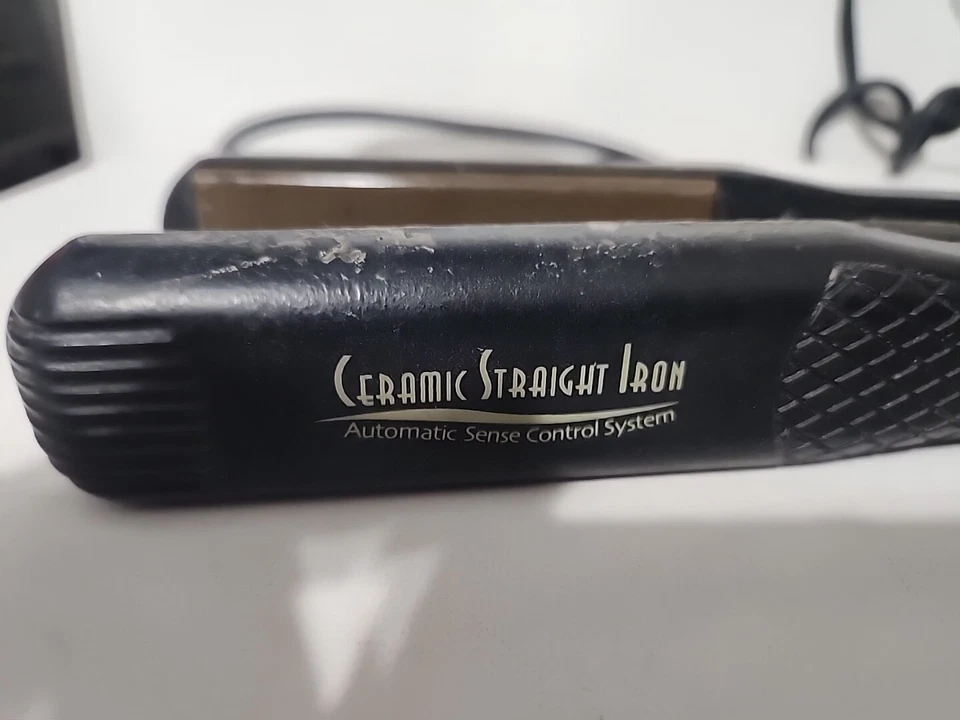 CERAMIC STRAIGHT IRON
Automatic Sense Control System